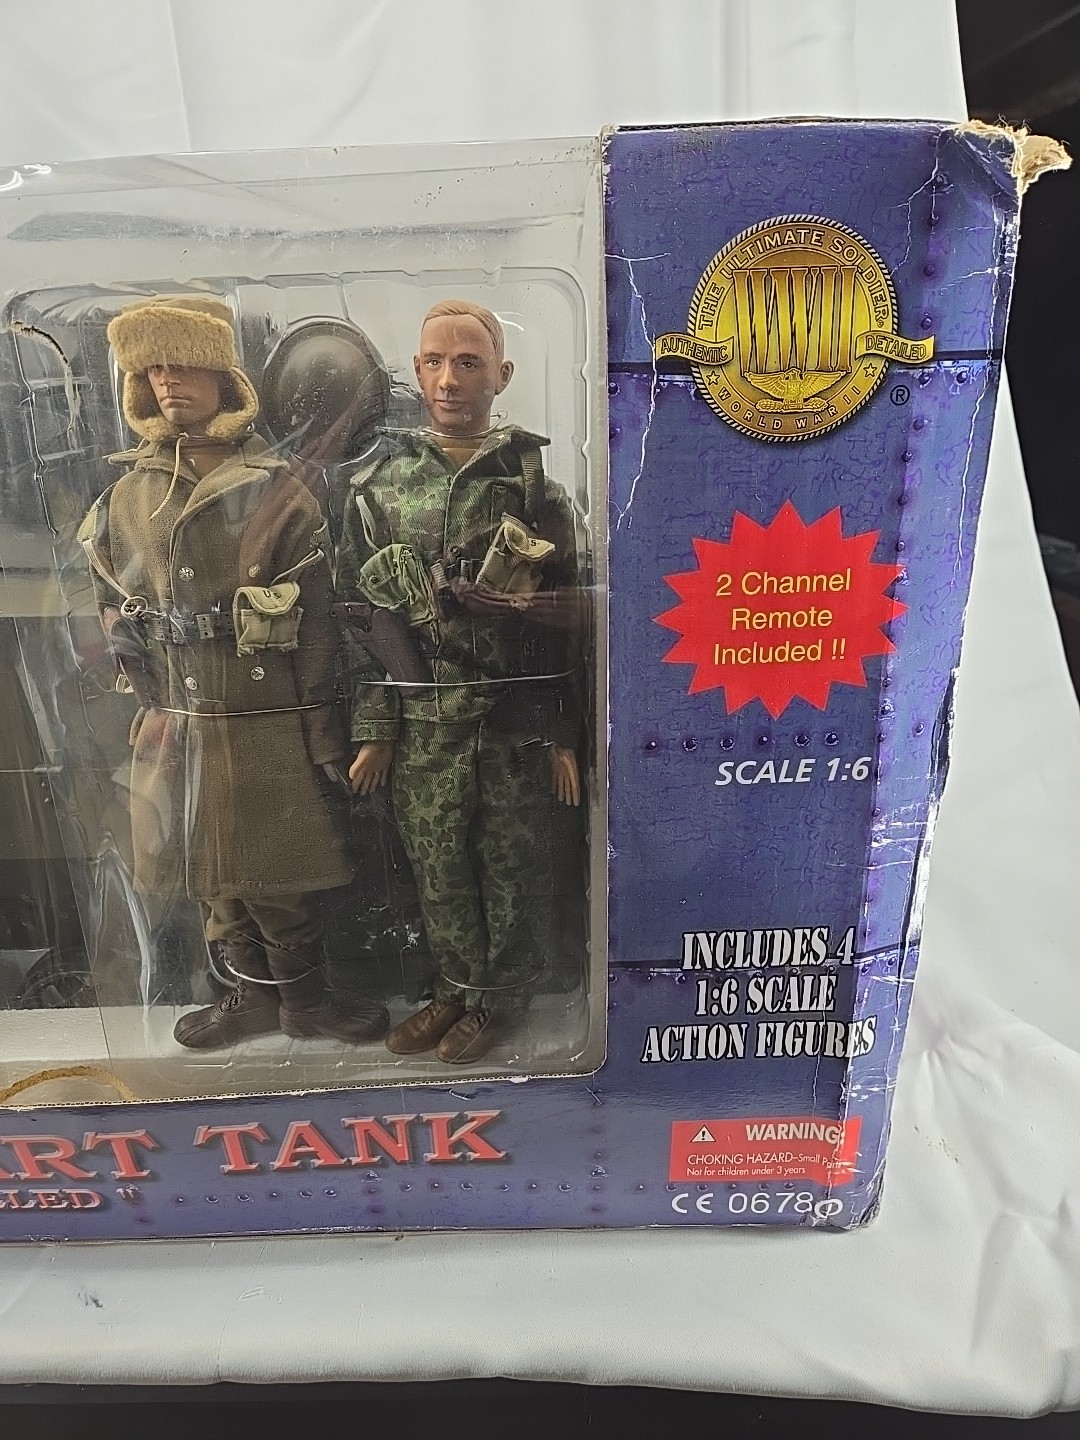 THE ULTIMATE SOLDIER®
WWII
AUTHENTIC DETAILED
WORLD WAR II
®
2 Channel
Remote
Included !!
SCALE 1:6
INCLUDES 4
1:6 SCALE
ACTION FIGURES
ART TANK
LLED "
WARNING:
CHOKING HAZARD–Small Parts
Not for children under 3 years
CE 0678